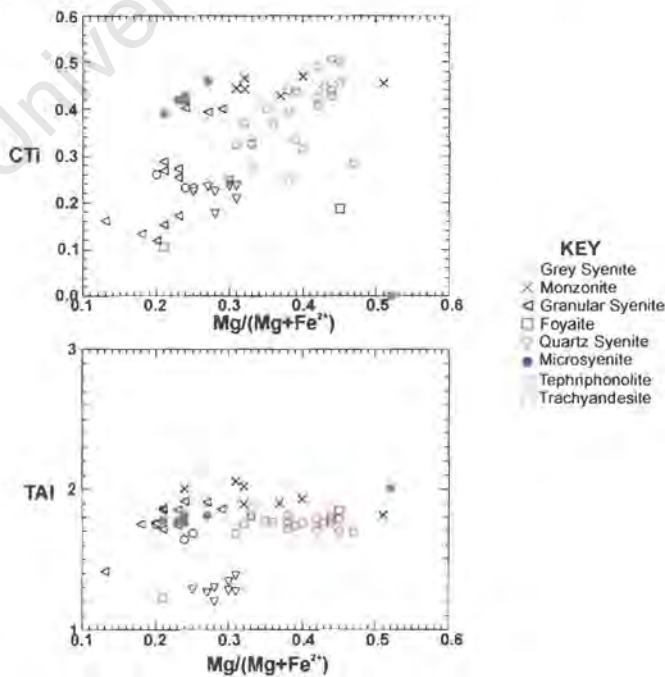 Univer
0.6
0.5
0.4
CTi 0.3
0.2
0.1
0.0
0.1 0.2 0.3 0.4 0.5 0.6
Mg/(Mg+Fe²⁺)
KEY
Grey Syenite
Monzonite
Granular Syenite
Foyaite
Quartz Syenite
Microsyenite
Tephriphonolite
Trachyandesite
3
TAl 2
1
0.1 0.2 0.3 0.4 0.5 0.6
Mg/(Mg+Fe²⁺)